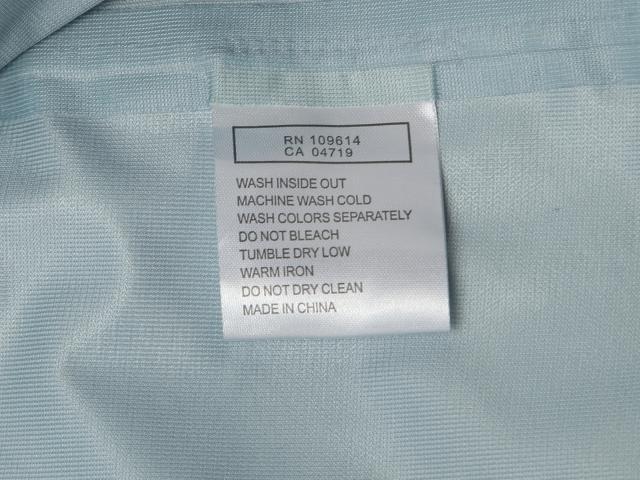 RN 109614
CA 04719
WASH INSIDE OUT
MACHINE WASH COLD
WASH COLORS SEPARATELY
DO NOT BLEACH
TUMBLE DRY LOW
WARM IRON
DO NOT DRY CLEAN
MADE IN CHINA